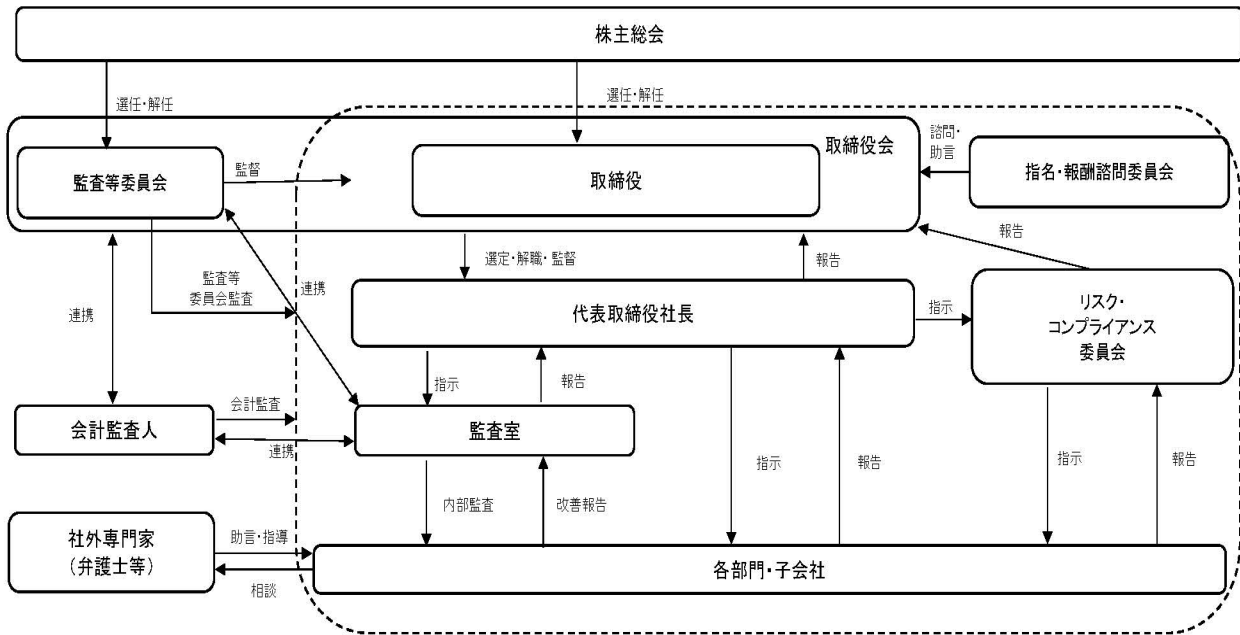 株主総会
選任・解任
選任・解任
取締役会
諮問・
助言
監査等委員会
監督
取締役
指名・報酬諮問委員会
報告
選定・解職・監督
報告
監査等
委員会監査
連携
連携
代表取締役社長
指示
リスク・
コンプライアンス
委員会
指示
報告
会計監査人
会計監査
連携
監査室
指示
報告
指示
報告
内部監査
改善報告
社外専門家
(弁護士等)
助言・指導
相談
各部門・子会社